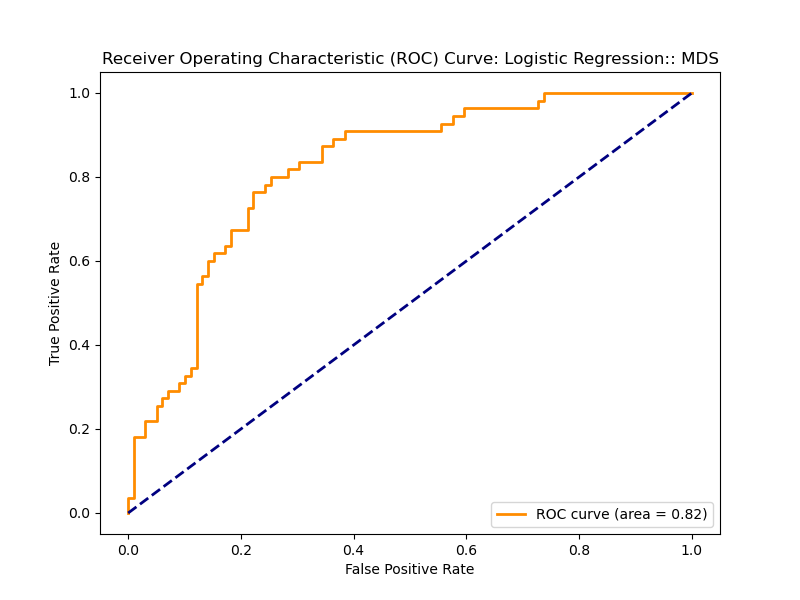 Receiver Operating Characteristic (ROC) Curve: Logistic Regression:: MDS
1.0
0.8
0.6
0.4
0.2
0.0
True Positive Rate
ROC curve (area = 0.82)
0.0 0.2 0.4 0.6 0.8 1.0
False Positive Rate